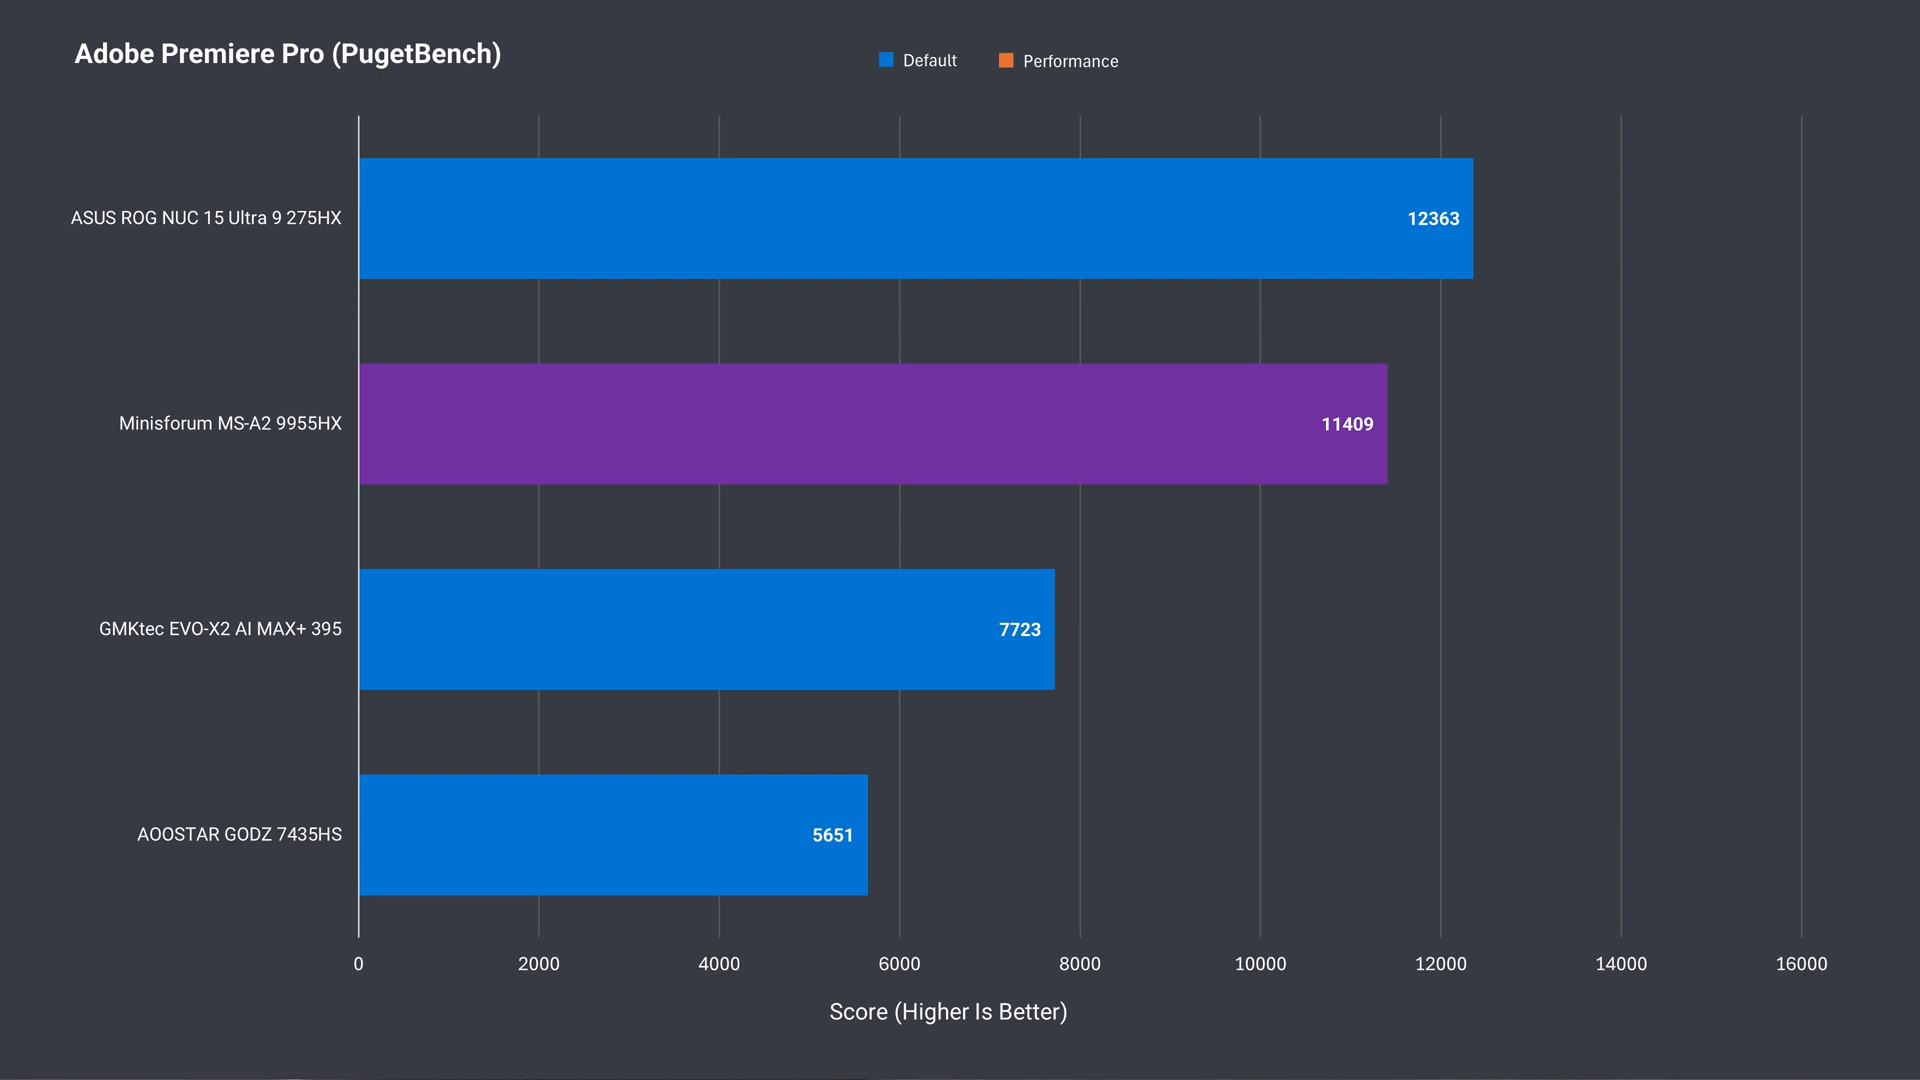 Adobe Premiere Pro (PugetBench)
Default
Performance
ASUS ROG NUC 15 Ultra 9 275HX
12363
Minisforum MS-A2 9955HX
11409
GMKtec EVO-X2 AI MAX+ 395
7723
AOOSTAR GODZ 7435HS
5651
0 2000 4000 6000 8000 10000 12000 14000 16000
Score (Higher Is Better)